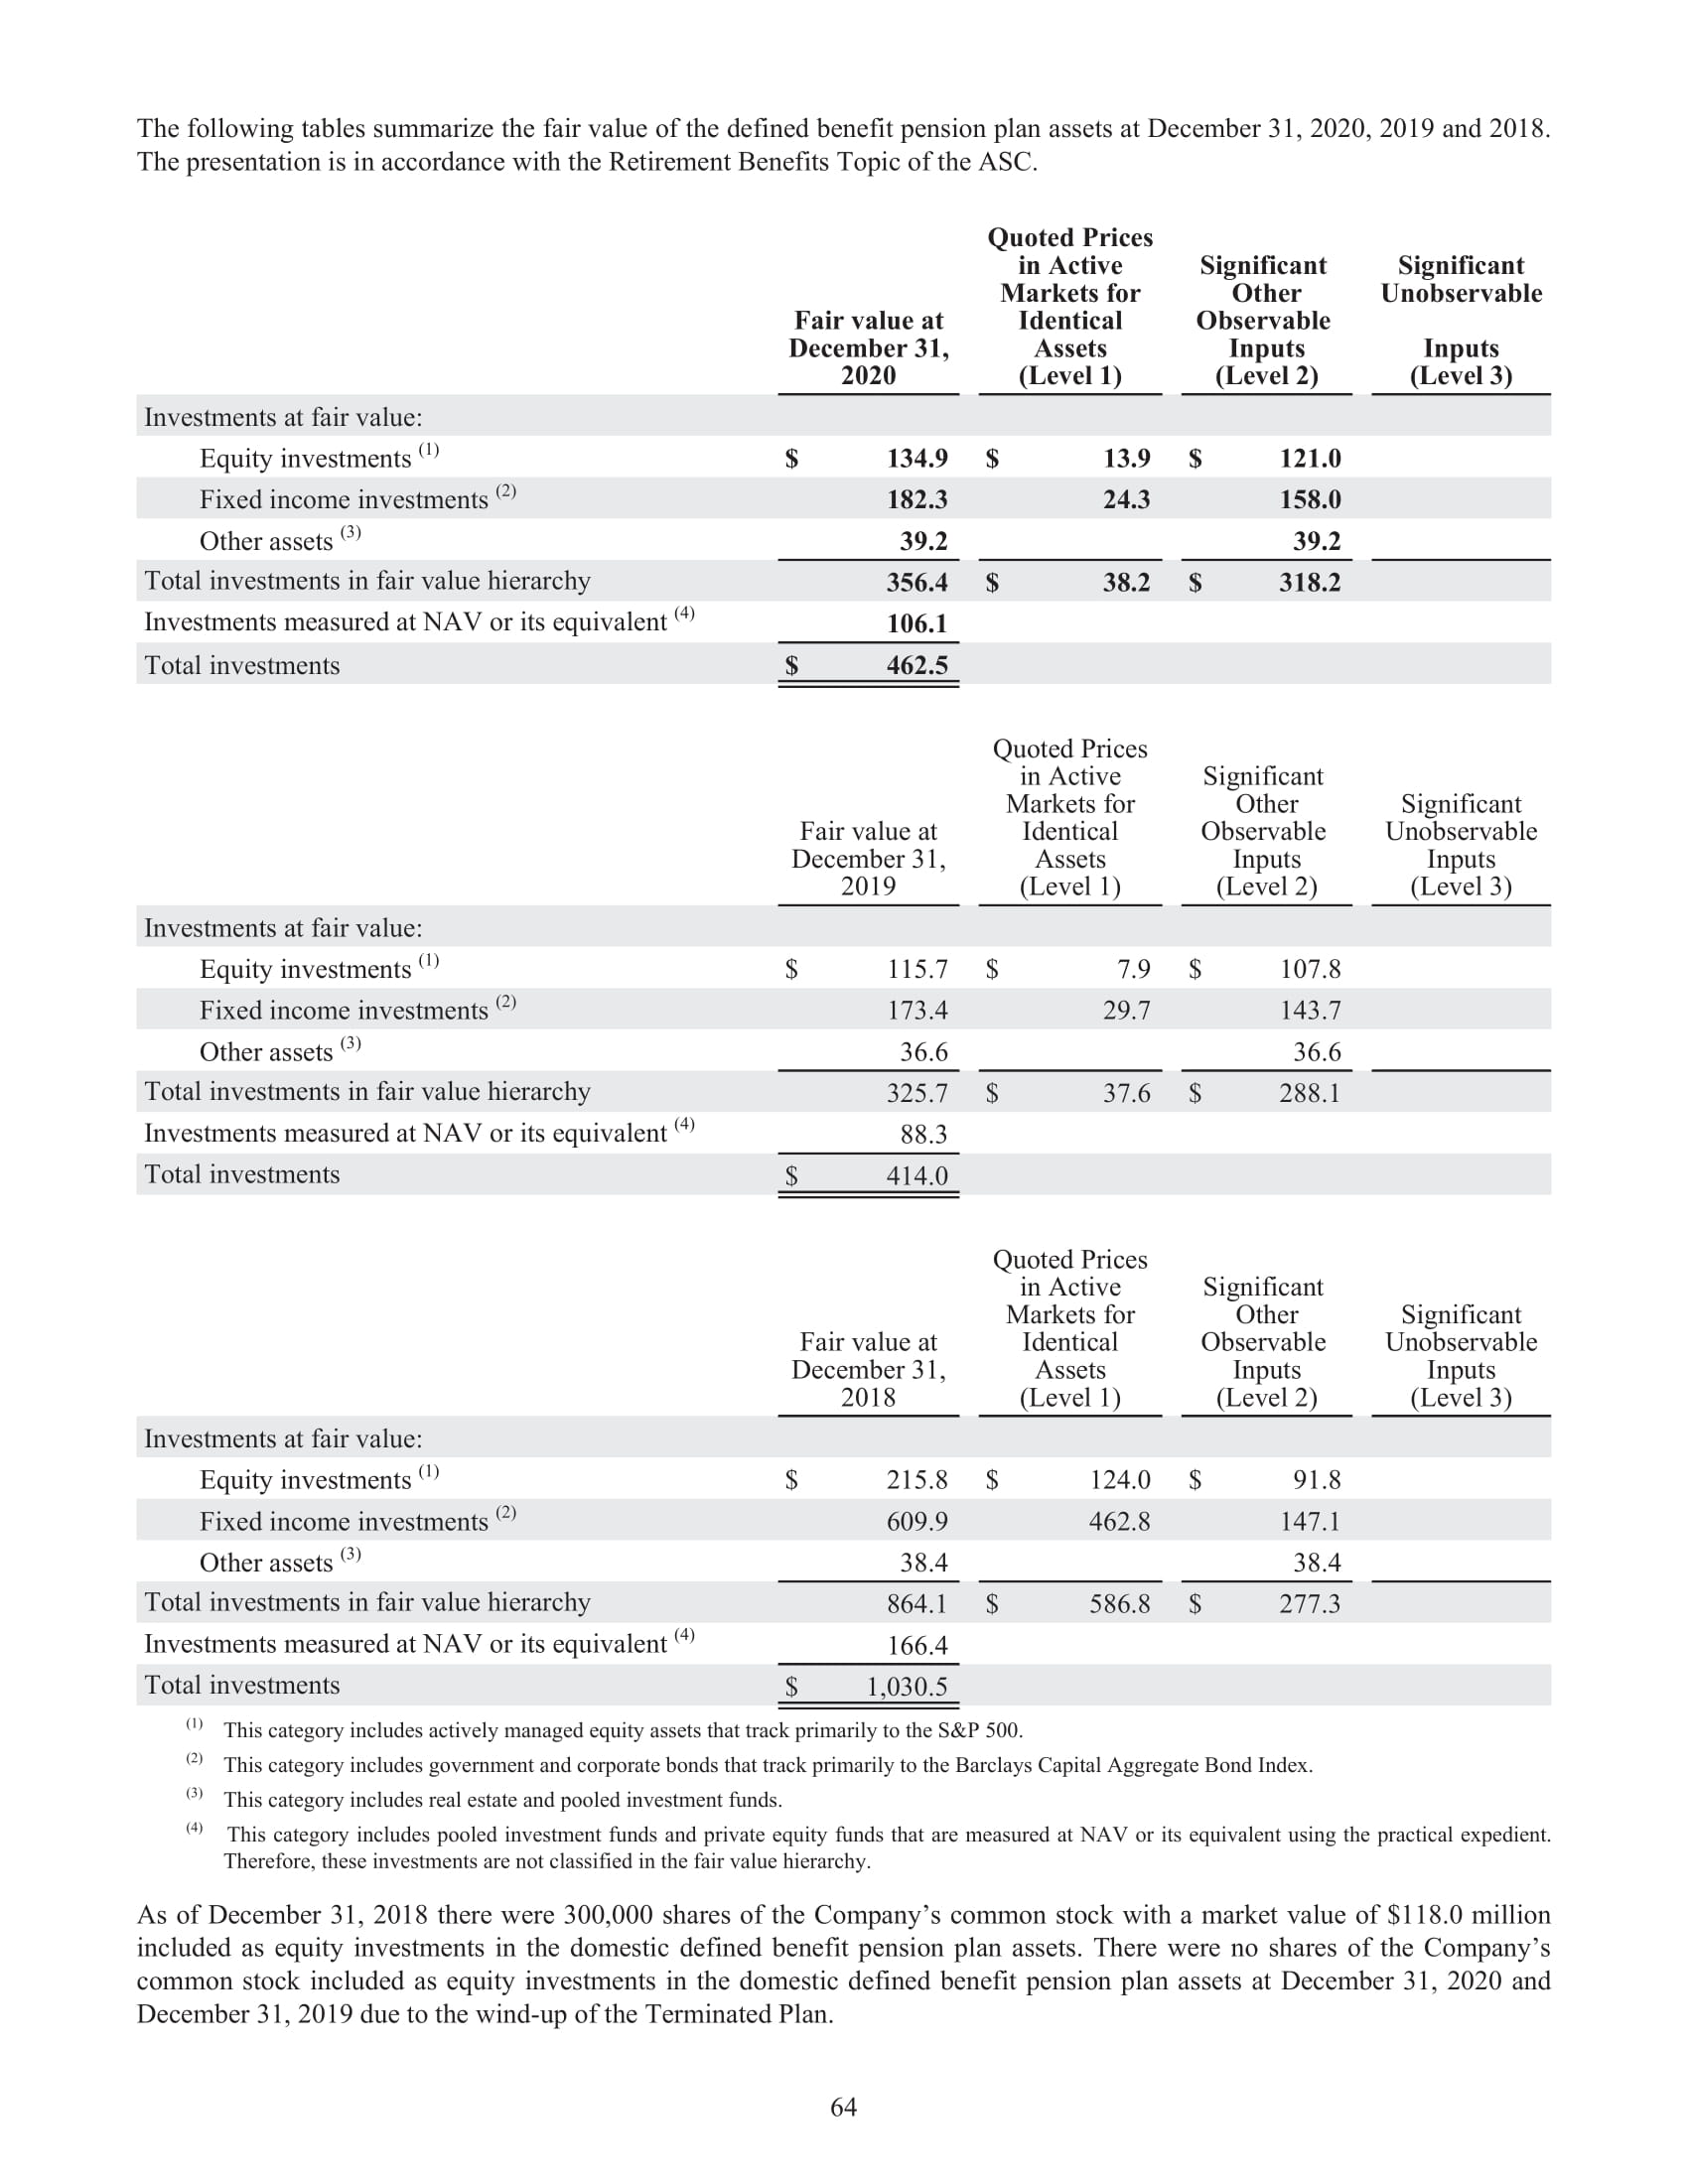 The following tables summarize the fair value of the defined benefit pension plan assets at December 31, 2020, 2019 and 2018.
The presentation is in accordance with the Retirement Benefits Topic of the ASC.
Fair value at December 31, 2020 Quoted Prices in Active Markets for Identical Assets (Level 1) Significant Other Observable Inputs (Level 2) Significant Unobservable Inputs (Level 3)
Investments at fair value:
Equity investments (1) $ 134.9 $ 13.9 $ 121.0
Fixed income investments (2) 182.3 24.3 158.0
Other assets (3) 39.2 39.2
Total investments in fair value hierarchy 356.4 $ 38.2 $ 318.2
Investments measured at NAV or its equivalent (4) 106.1
Total investments $ 462.5
Fair value at December 31, 2019 Quoted Prices in Active Markets for Identical Assets (Level 1) Significant Other Observable Inputs (Level 2) Significant Unobservable Inputs (Level 3)
Investments at fair value:
Equity investments (1) $ 115.7 $ 7.9 $ 107.8
Fixed income investments (2) 173.4 29.7 143.7
Other assets (3) 36.6 36.6
Total investments in fair value hierarchy 325.7 $ 37.6 $ 288.1
Investments measured at NAV or its equivalent (4) 88.3
Total investments $ 414.0
Fair value at December 31, 2018 Quoted Prices in Active Markets for Identical Assets (Level 1) Significant Other Observable Inputs (Level 2) Significant Unobservable Inputs (Level 3)
Investments at fair value:
Equity investments (1) $ 215.8 $ 124.0 $ 91.8
Fixed income investments (2) 609.9 462.8 147.1
Other assets (3) 38.4 38.4
Total investments in fair value hierarchy 864.1 $ 586.8 $ 277.3
Investments measured at NAV or its equivalent (4) 166.4
Total investments $ 1,030.5
(1) This category includes actively managed equity assets that track primarily to the S&P 500.
(2) This category includes government and corporate bonds that track primarily to the Barclays Capital Aggregate Bond Index.
(3) This category includes real estate and pooled investment funds.
(4) This category includes pooled investment funds and private equity funds that are measured at NAV or its equivalent using the practical expedient.
Therefore, these investments are not classified in the fair value hierarchy.
As of December 31, 2018 there were 300,000 shares of the Company’s common stock with a market value of $118.0 million
included as equity investments in the domestic defined benefit pension plan assets. There were no shares of the Company’s
common stock included as equity investments in the domestic defined benefit pension plan assets at December 31, 2020 and
December 31, 2019 due to the wind-up of the Terminated Plan.
64